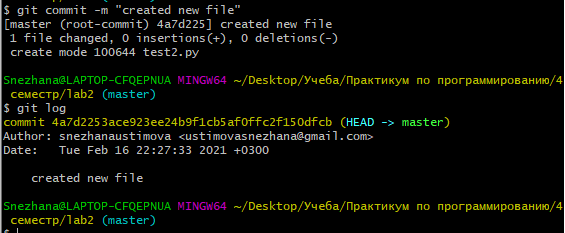 $ git commit -m "created new file"
[master (root-commit) 4a7d225] created new file
1 file changed, 0 insertions(+), 0 deletions(-)
create mode 100644 test2.py
Snezhana@LAPTOP-CFQEPNUA MINGW64 ~/Desktop/Учеба/Практикум по программированию/4
семестр/lab2 (master)
$ git log
commit 4a7d2253ace923ee24b9f1cb5af0ffc2f150dfcb (HEAD -> master)
Author: snezhanaustimova <ustimovasnezhana@gmail.com>
Date: Tue Feb 16 22:27:33 2021 +0300
created new file
Snezhana@LAPTOP-CFQEPNUA MINGW64 ~/Desktop/Учеба/Практикум по программированию/4
семестр/lab2 (master)
$